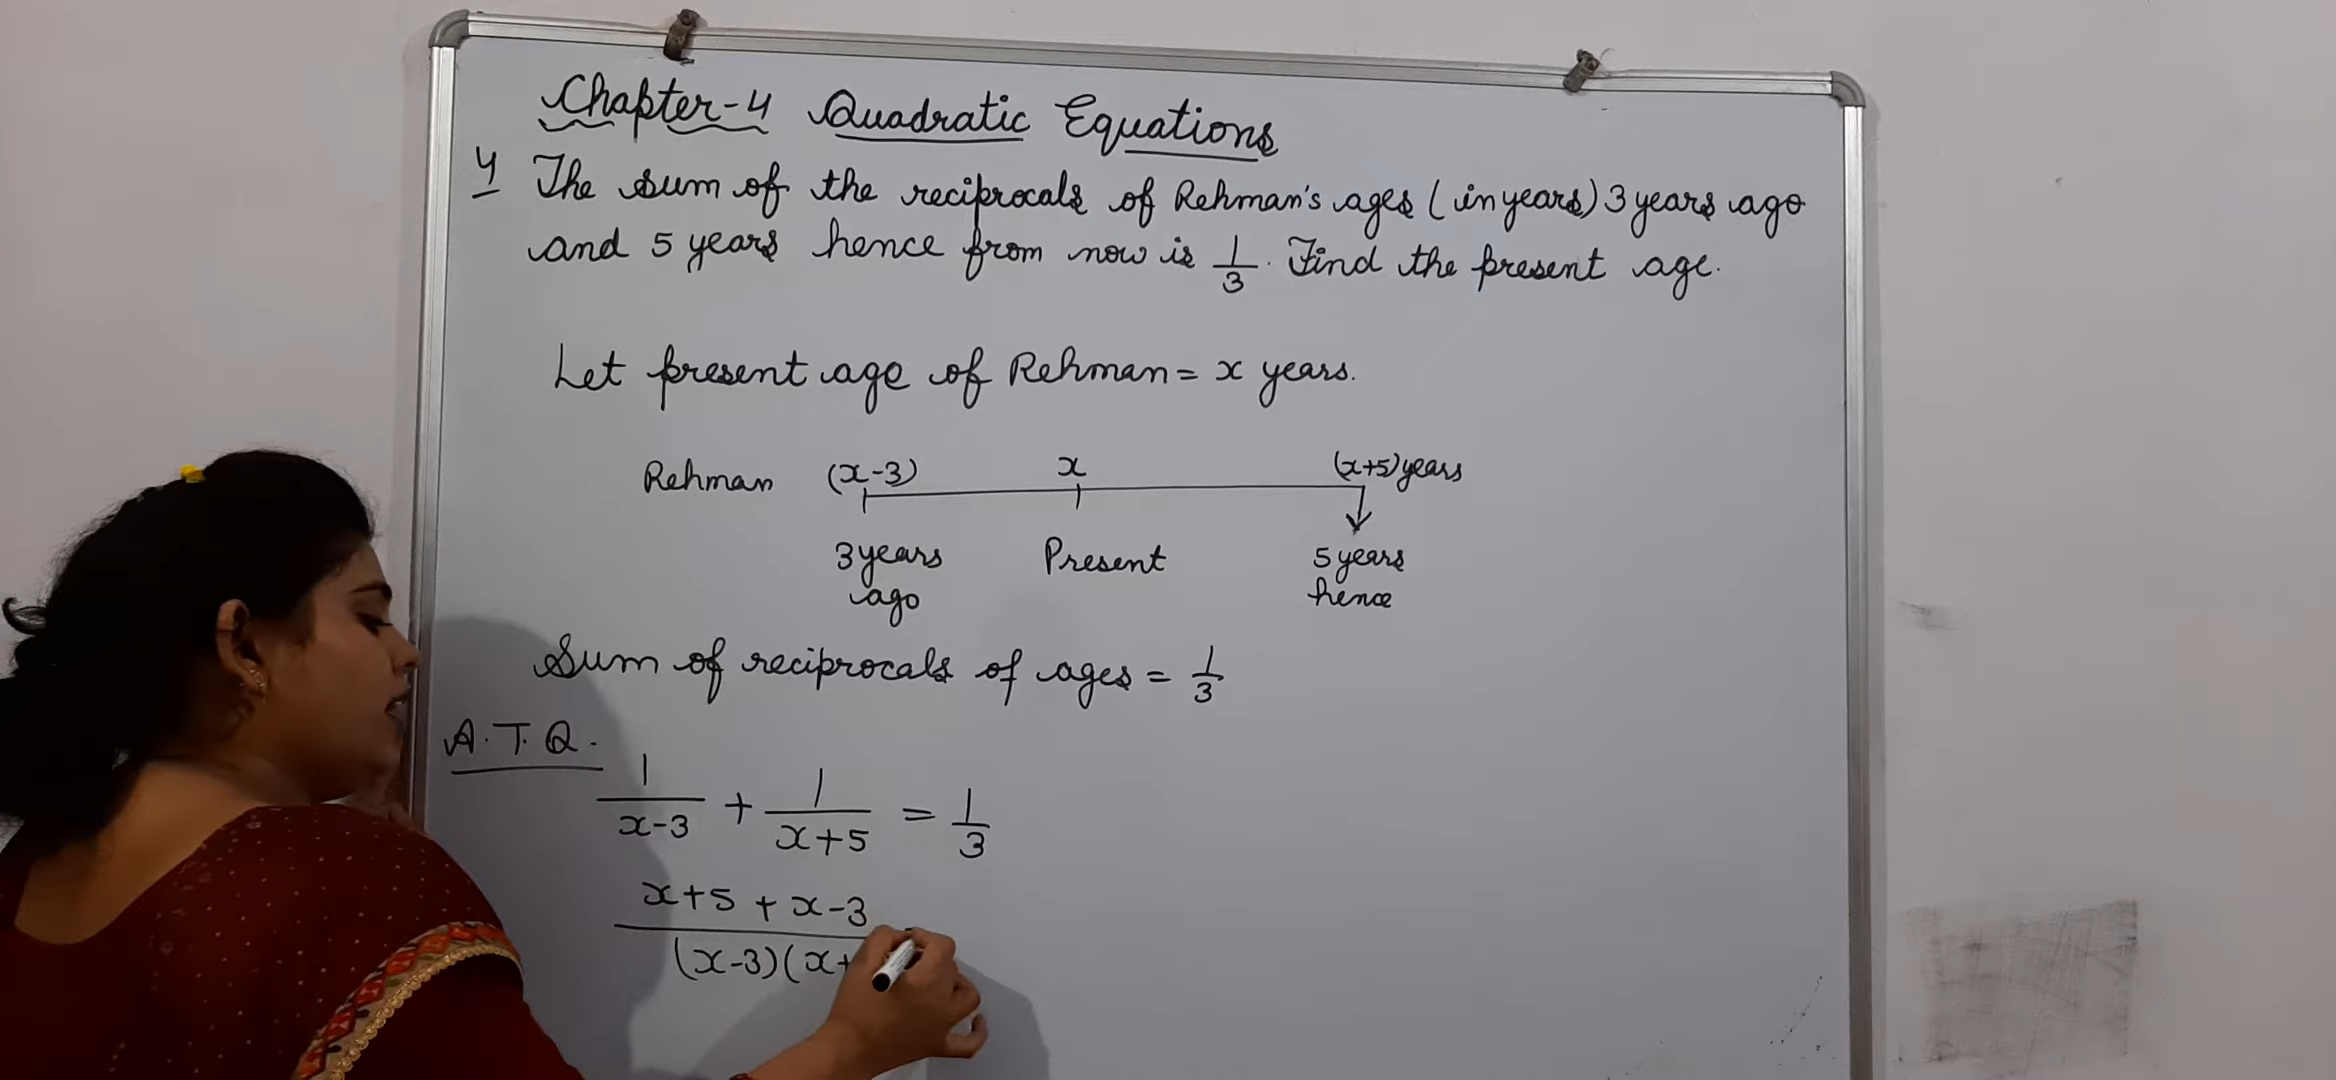 Chapter-4 Quadratic Equations
4 The sum of the reciprocals of Rehman's ages (in years) 3 years ago
and 5 years hence from now is 1/3. Find the present age.
Let present age of Rehman = x years.
Rehman (x-3) x (x+5) years
3 years ago Present 5 years hence
Sum of reciprocals of ages = 1/3
A.T.Q.
1/(x-3) + 1/(x+5) = 1/3
x+5 + x-3
(x-3)(x+